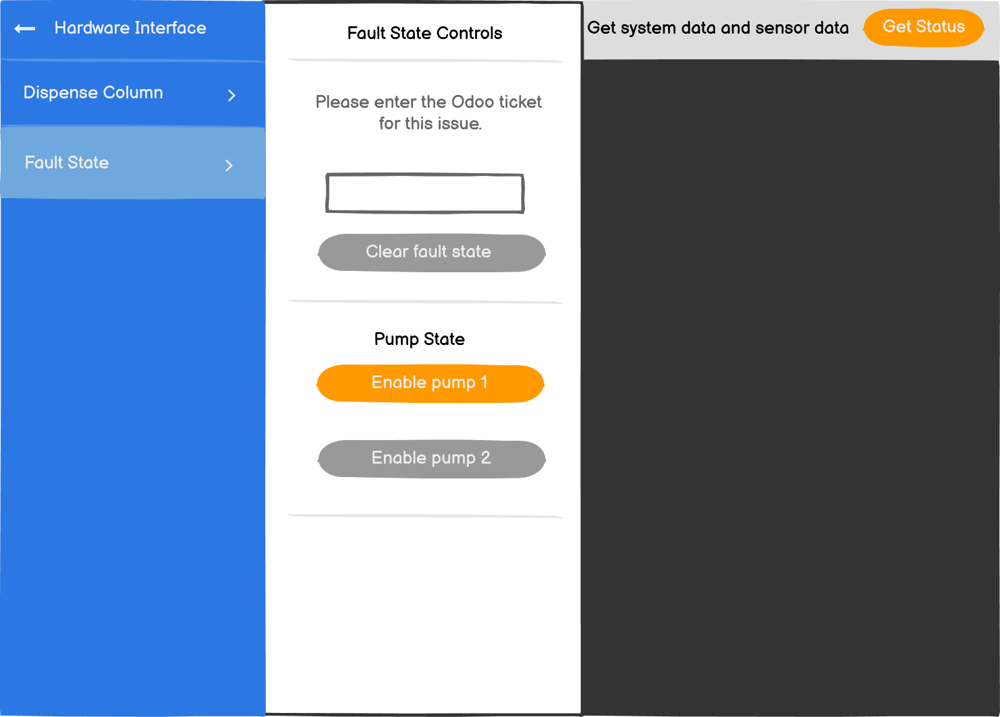 Hardware Interface
Dispense Column
Fault State
Fault State Controls
Please enter the Odoo ticket
for this issue.
Clear fault state
Pump State
Enable pump 1
Enable pump 2
Get system data and sensor data
Get Status